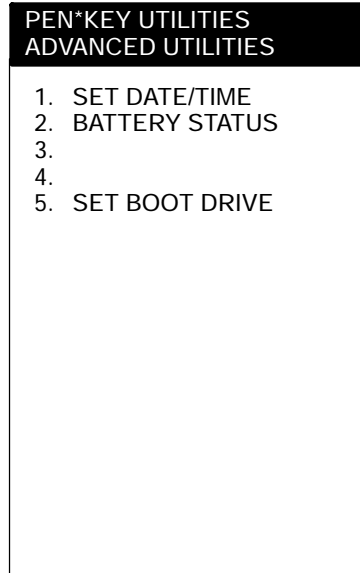 PEN*KEY UTILITIES
ADVANCED UTILITIES
1. SET DATE/TIME
2. BATTERY STATUS
3.
4.
5. SET BOOT DRIVE